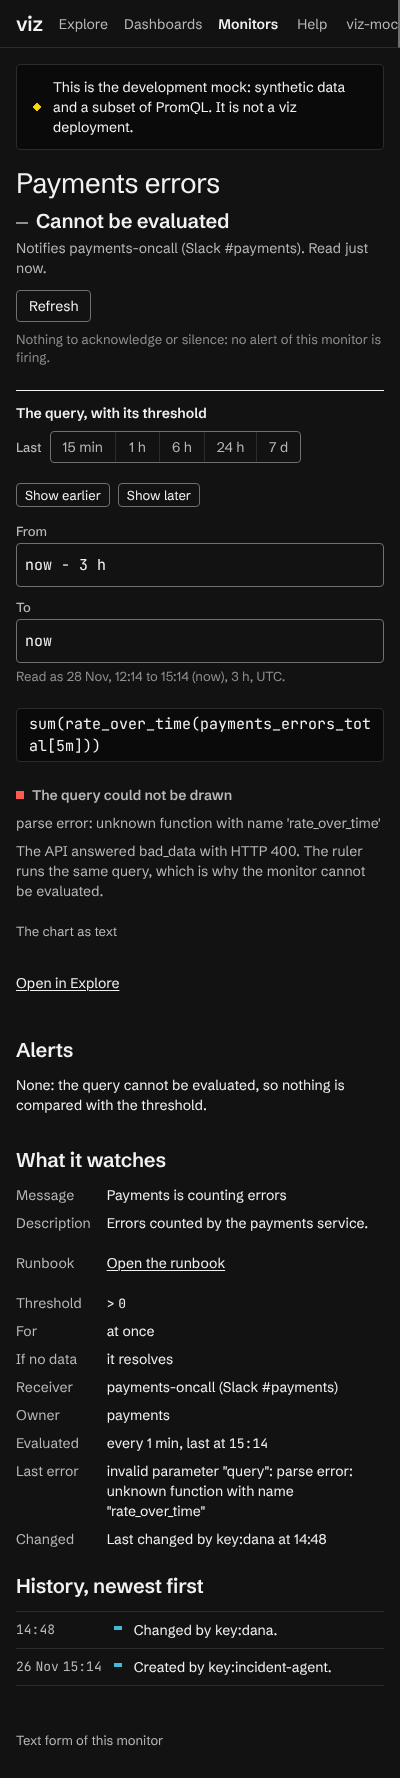 viz Explore Dashboards Monitors Help viz-moc
This is the development mock: synthetic data
and a subset of PromQL. It is not a viz
deployment.
Payments errors
— Cannot be evaluated
Notifies payments-oncall (Slack #payments). Read just
now.
Refresh
Nothing to acknowledge or silence: no alert of this monitor is
firing.
The query, with its threshold
Last 15 min 1 h 6 h 24 h 7 d
Show earlier Show later
From
now - 3 h
To
now
Read as 28 Nov, 12:14 to 15:14 (now), 3 h, UTC.
sum(rate_over_time(payments_errors_tot
al[5m]))
The query could not be drawn
parse error: unknown function with name 'rate_over_time'
The API answered bad_data with HTTP 400. The ruler
runs the same query, which is why the monitor cannot
be evaluated.
The chart as text
Open in Explore
Alerts
None: the query cannot be evaluated, so nothing is
compared with the threshold.
What it watches
Message Payments is counting errors
Description Errors counted by the payments service.
Runbook Open the runbook
Threshold > 0
For at once
If no data it resolves
Receiver payments-oncall (Slack #payments)
Owner payments
Evaluated every 1 min, last at 15:14
Last error invalid parameter "query": parse error:
unknown function with name
"rate_over_time"
Changed Last changed by key:dana at 14:48
History, newest first
14:48 Changed by key:dana.
26 Nov 15:14 Created by key:incident-agent.
Text form of this monitor